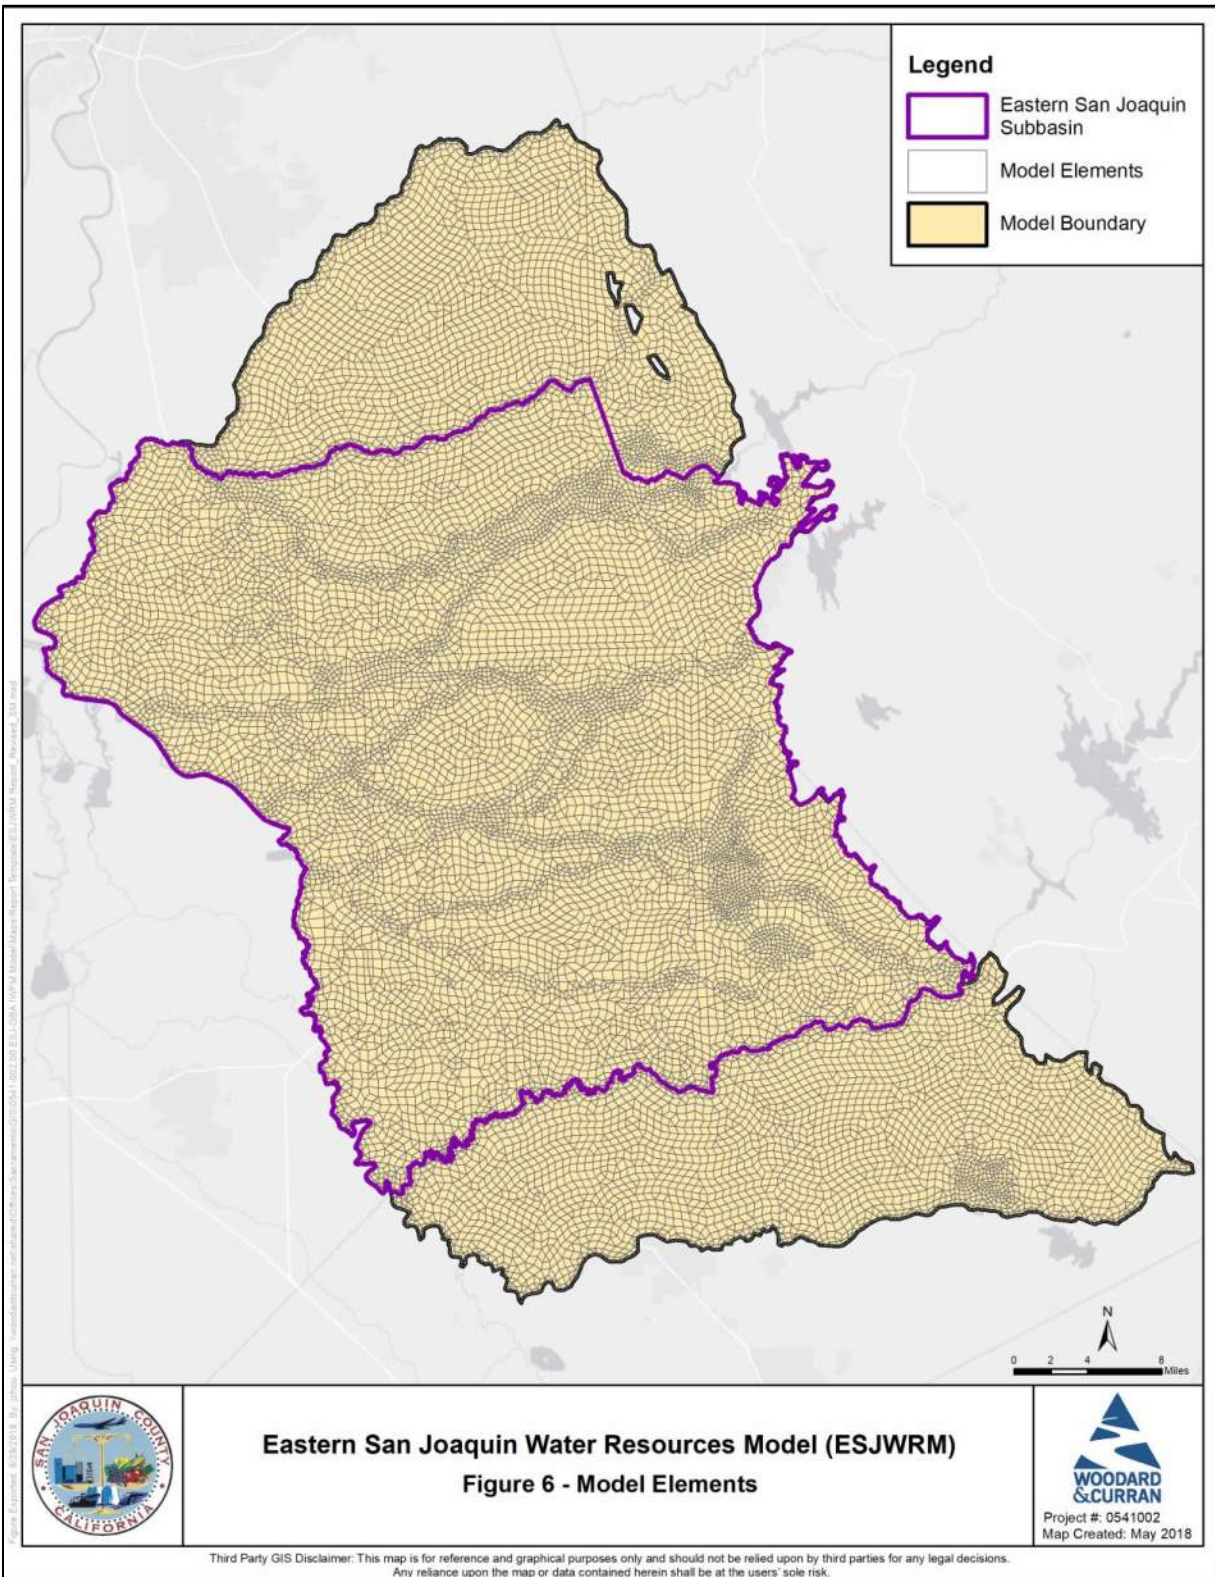 Legend
Eastern San Joaquin
Subbasin
Model Elements
Model Boundary
N
0 2 4 8
Miles
SAN JOAQUIN COUNTY
CALIFORNIA
Eastern San Joaquin Water Resources Model (ESJWRM)
Figure 6 - Model Elements
WOODARD
&CURRAN
Project #: 0541002
Map Created: May 2018
Third Party GIS Disclaimer: This map is for reference and graphical purposes only and should not be relied upon by third parties for any legal decisions.
Any reliance upon the map or data contained herein shall be at the users' sole risk.